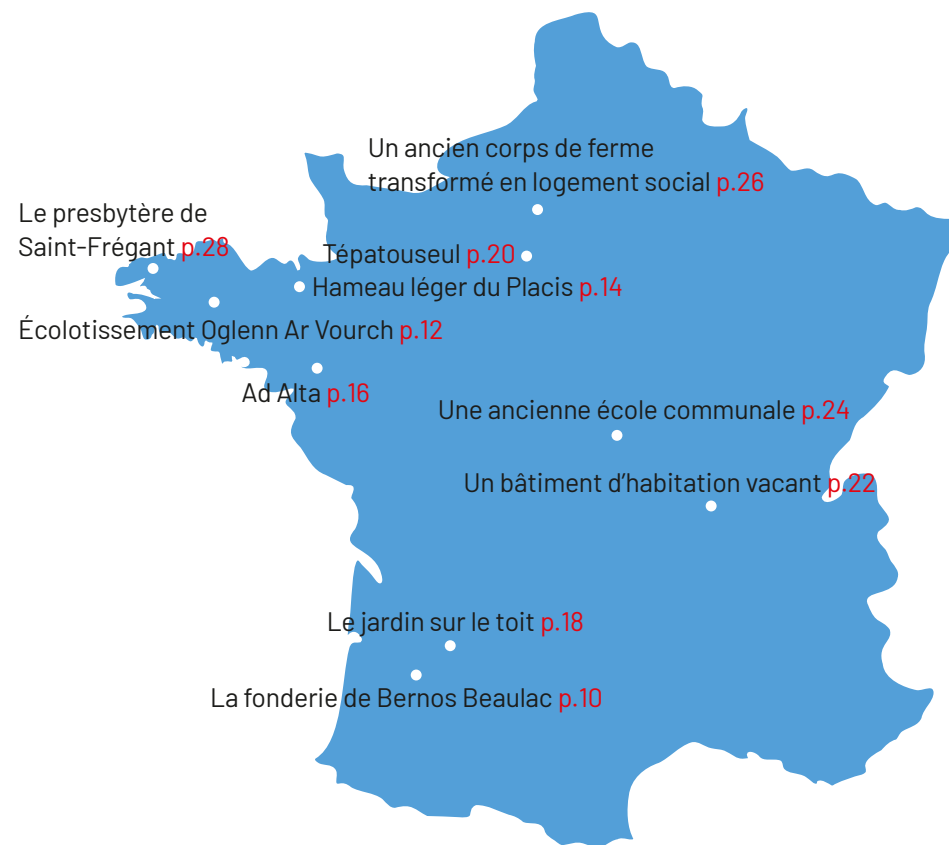 Un ancien corps de ferme
transformé en logement social p.26
Le presbytère de
Saint-Frégant p.28
Tépatouseul p.20
Hameau léger du Placis p.14
Écolotissement Oglenn Ar Vourch p.12
Ad Alta p.16
Une ancienne école communale p.24
Un bâtiment d'habitation vacant p.22
Le jardin sur le toit p.18
La fonderie de Bernos Beaulac p.10